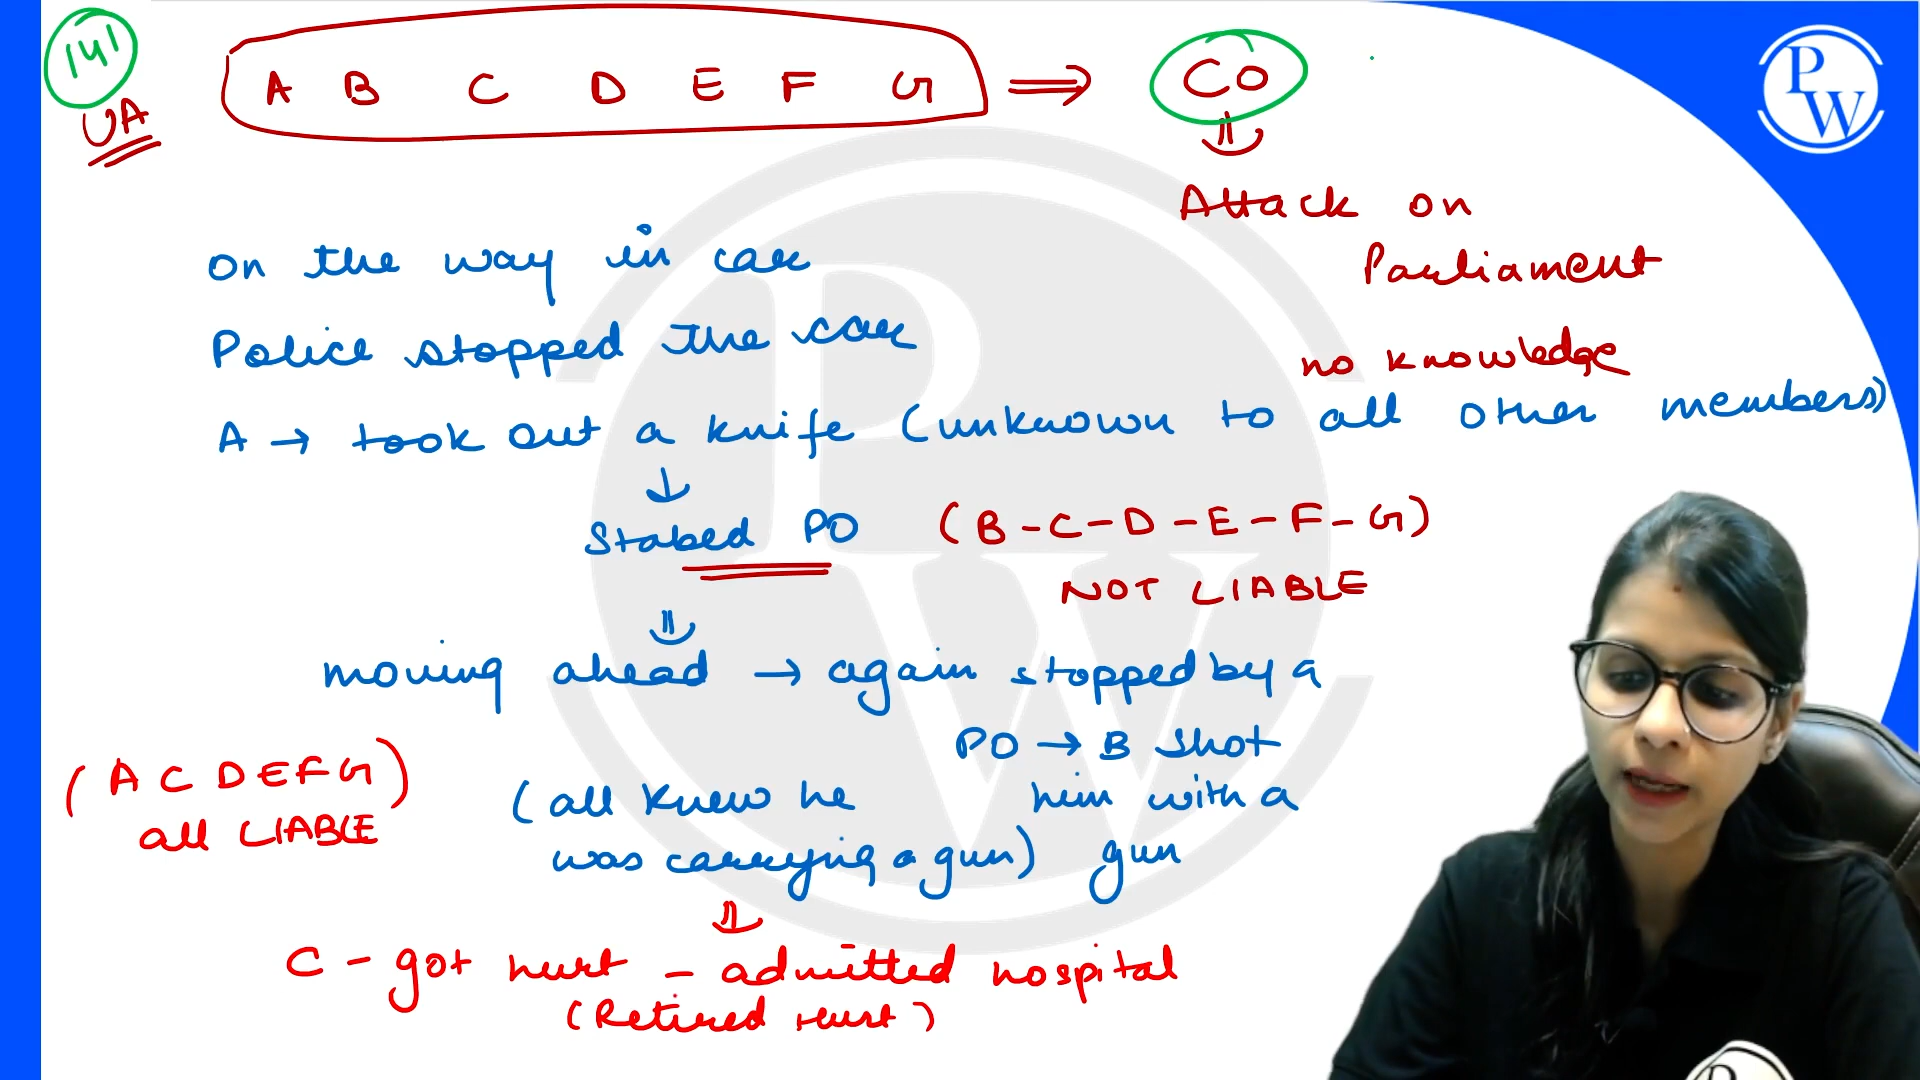 141
UA
A B C D E F G ⇒ CO
Attack on
Parliament
on the way in car
Police stopped the car
no knowledge
A → took out a knife (unknown to all other members)
Stabed PO (B-C-D-E-F-G)
NOT LIABLE
moving ahead → again stopped by a
PO → B shot
(all knew he him with a
was carrying a gun) gun
(A C D E F G)
all LIABLE
C - got hurt - admitted hospital
(Retired hurt)
PW
PW